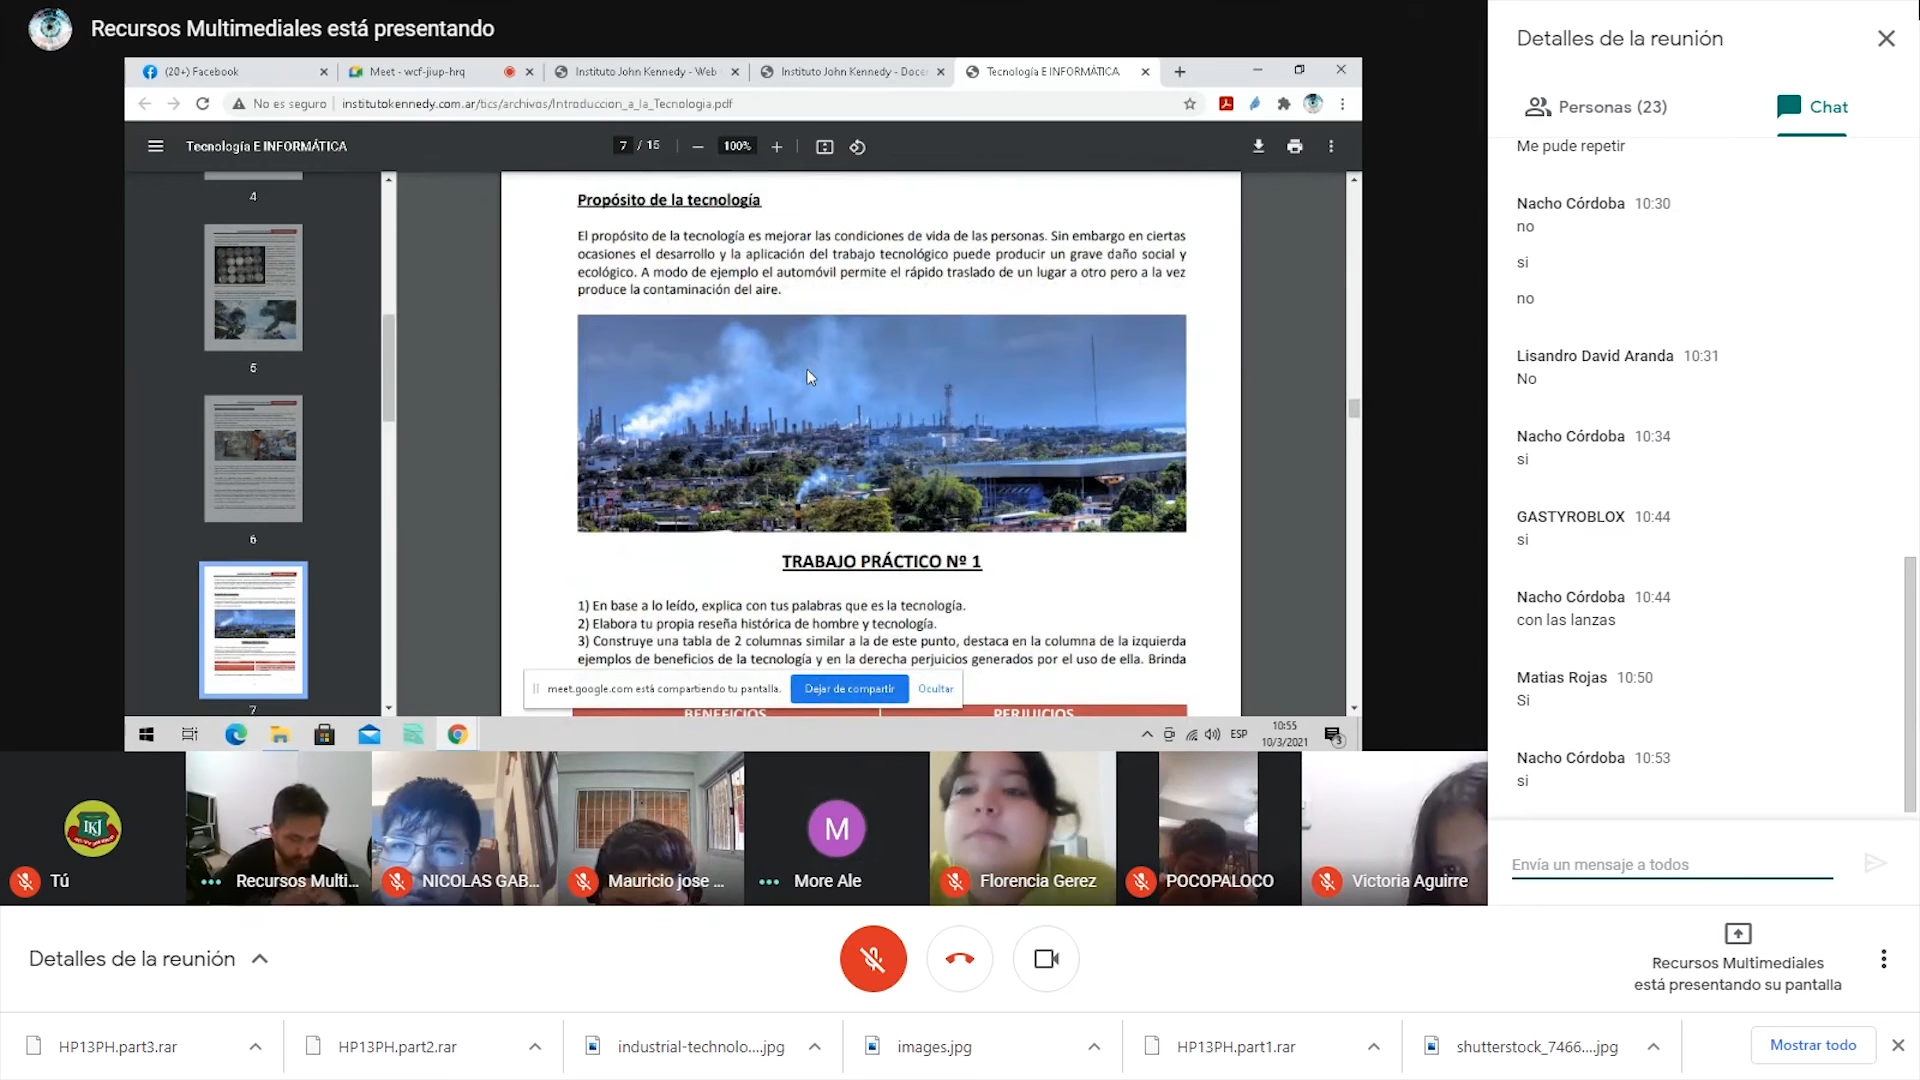 Recursos Multimediales está presentando
(20+) Facebook
Meet - wcf-jiup-hrq
Instituto John Kennedy - Web
Instituto John Kennedy - Docen
Tecnología E INFORMÁTICA
No es seguro
institutokennedy.com.ar/tics/archivos/Introduccion_a_la_Tecnologia.pdf
Tecnología E INFORMÁTICA
7 / 15
100%
4
5
6
7
Propósito de la tecnología
El propósito de la tecnología es mejorar las condiciones de vida de las personas. Sin embargo en ciertas
ocasiones el desarrollo y la aplicación del trabajo tecnológico puede producir un grave daño social y
ecológico. A modo de ejemplo el automóvil permite el rápido traslado de un lugar a otro pero a la vez
produce la contaminación del aire.
TRABAJO PRÁCTICO Nº 1
1) En base a lo leído, explica con tus palabras que es la tecnología.
2) Elabora tu propia reseña histórica de hombre y tecnología.
3) Construye una tabla de 2 columnas similar a la de este punto, destaca en la columna de la izquierda
ejemplos de beneficios de la tecnología y en la derecha perjuicios generados por el uso de ella. Brinda
meet.google.com está compartiendo tu pantalla.
Dejar de compartir
Ocultar
BENEFICIOS
PERJUICIOS
ESP
10:55
10/3/2021
3
IKJ
Tú
Recursos Multi...
NICOLAS GAB...
Mauricio jose ...
M
More Ale
Florencia Gerez
POCOPALOCO
Victoria Aguirre
Detalles de la reunión
Personas (23)
Chat
Me pude repetir
Nacho Córdoba 10:30
no
si
no
Lisandro David Aranda 10:31
No
Nacho Córdoba 10:34
si
GASTYROBLOX 10:44
si
Nacho Córdoba 10:44
con las lanzas
Matias Rojas 10:50
Si
Nacho Córdoba 10:53
si
Envía un mensaje a todos
Detalles de la reunión
Recursos Multimediales
está presentando su pantalla
HP13PH.part3.rar
HP13PH.part2.rar
industrial-technolo....jpg
images.jpg
HP13PH.part1.rar
shutterstock_7466....jpg
Mostrar todo